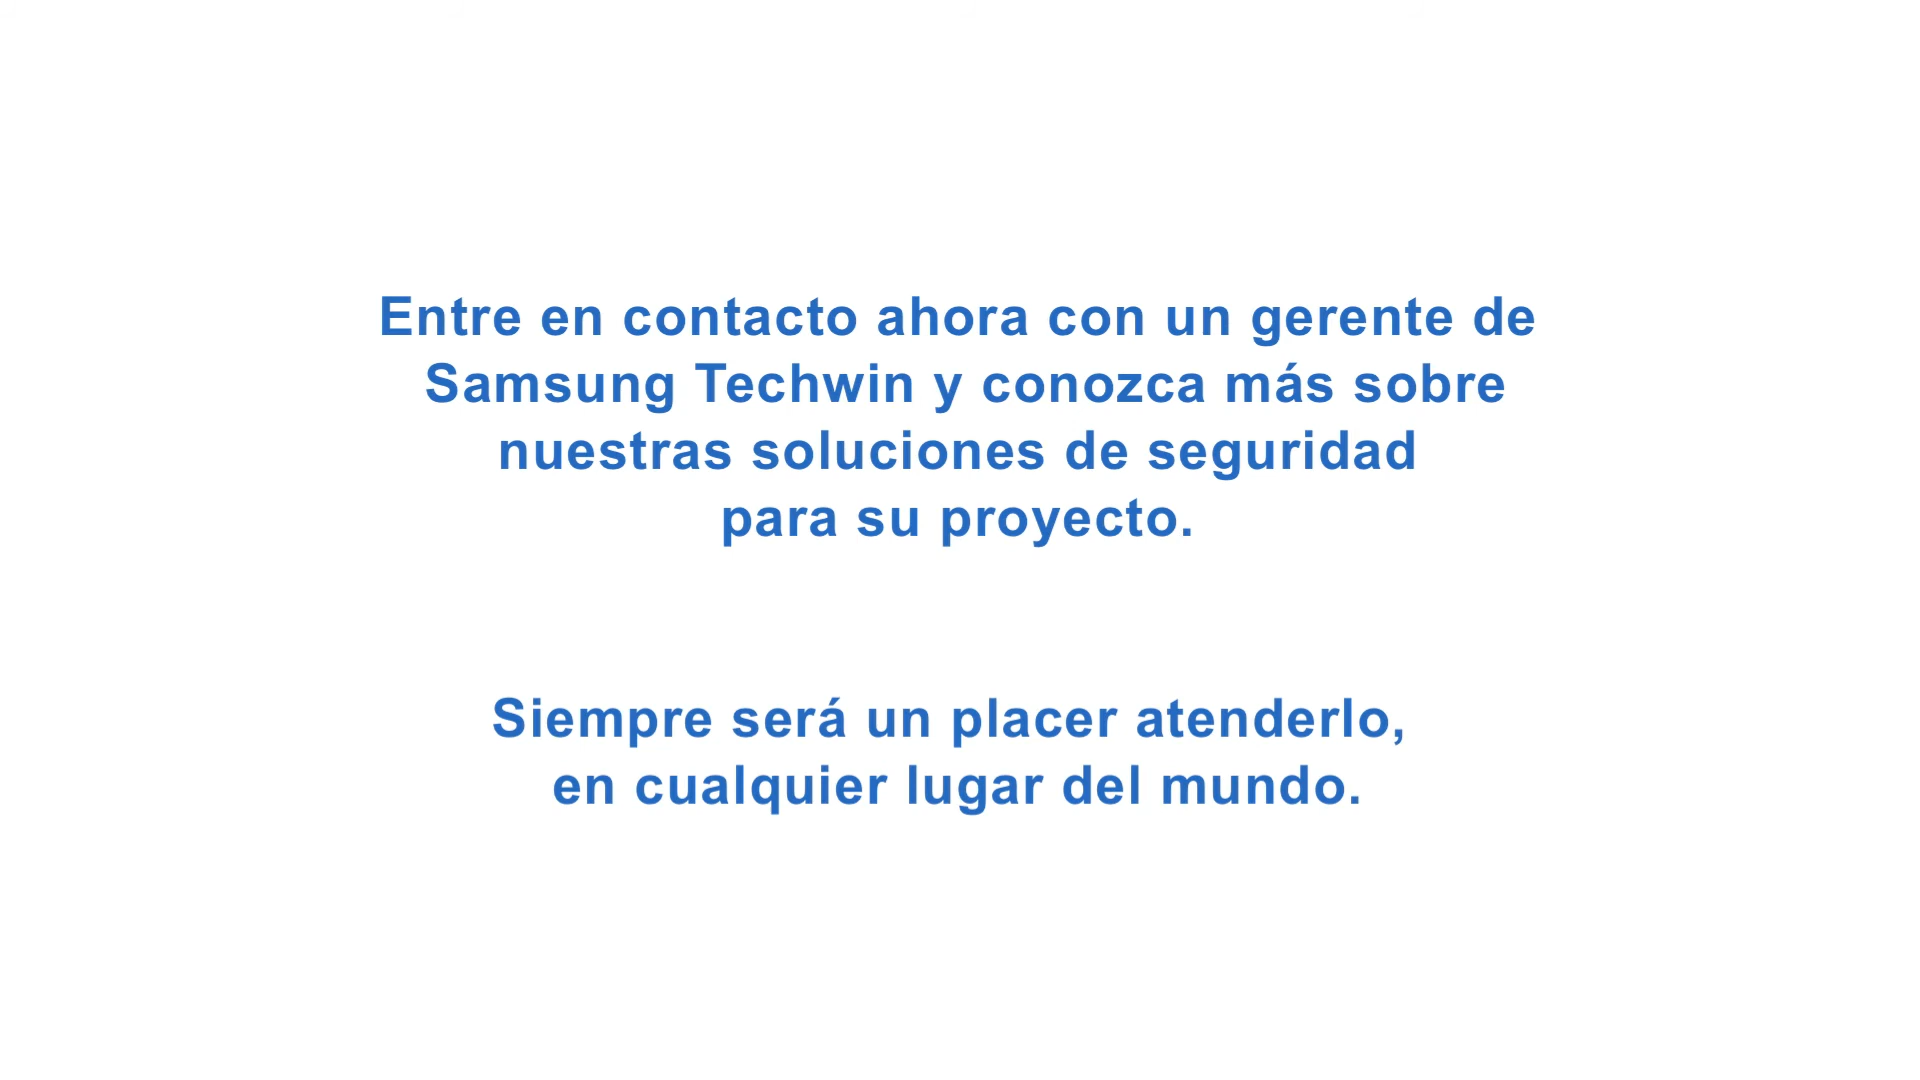 Entre en contacto ahora con un gerente de
Samsung Techwin y conozca más sobre
nuestras soluciones de seguridad
para su proyecto.
Siempre será un placer atenderlo,
en cualquier lugar del mundo.